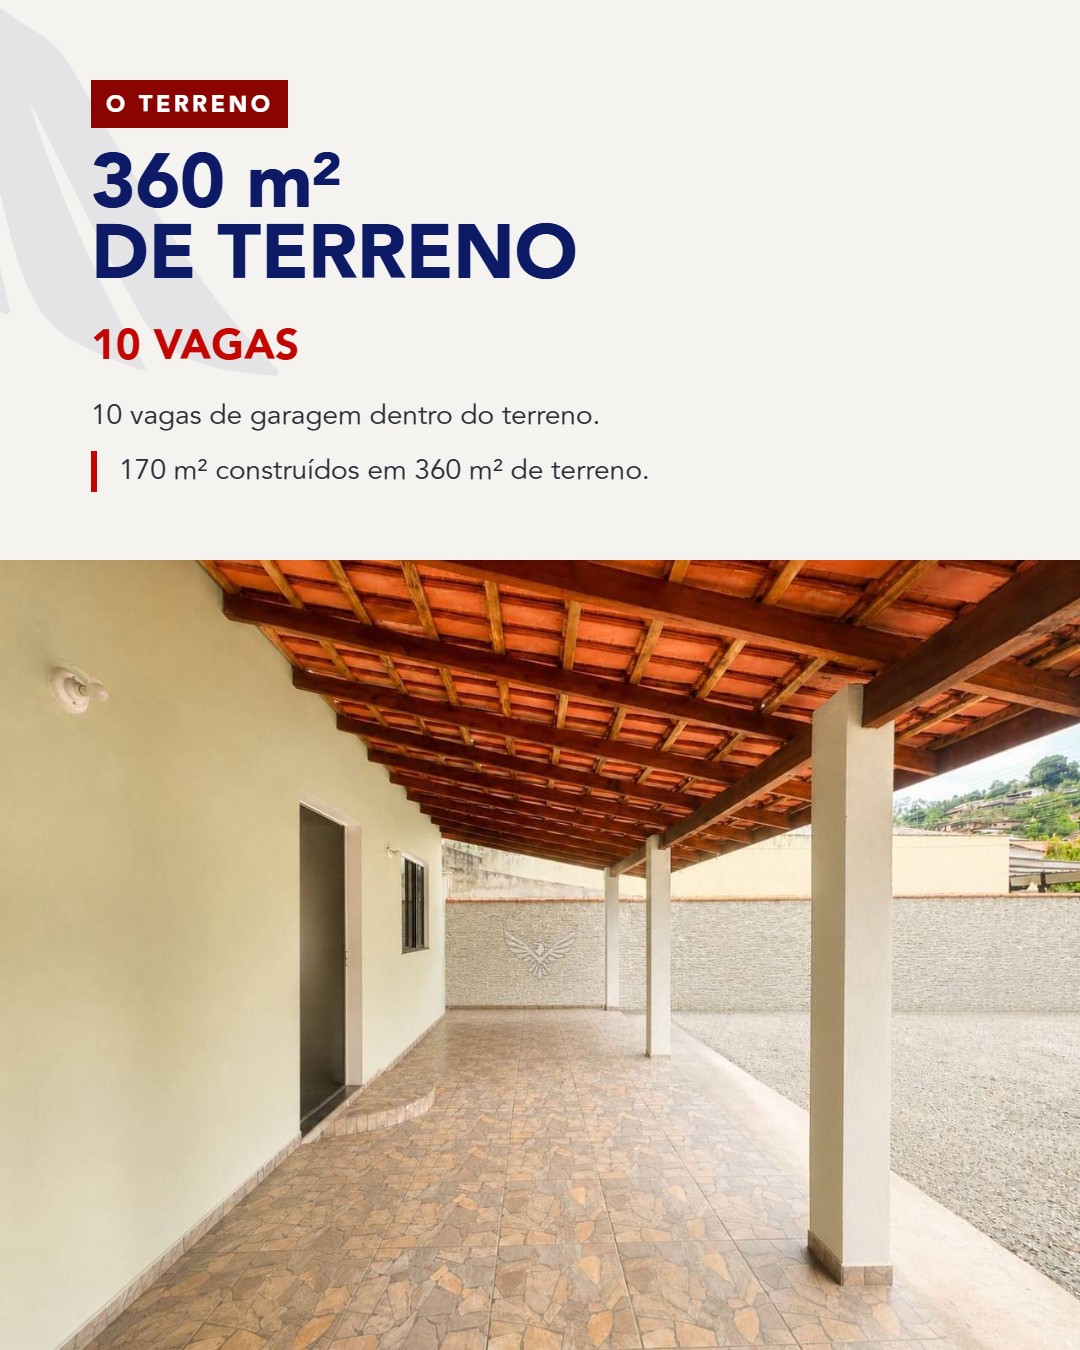 O TERRENO
360 m²
DE TERRENO
10 VAGAS
10 vagas de garagem dentro do terreno.
170 m² construídos em 360 m² de terreno.